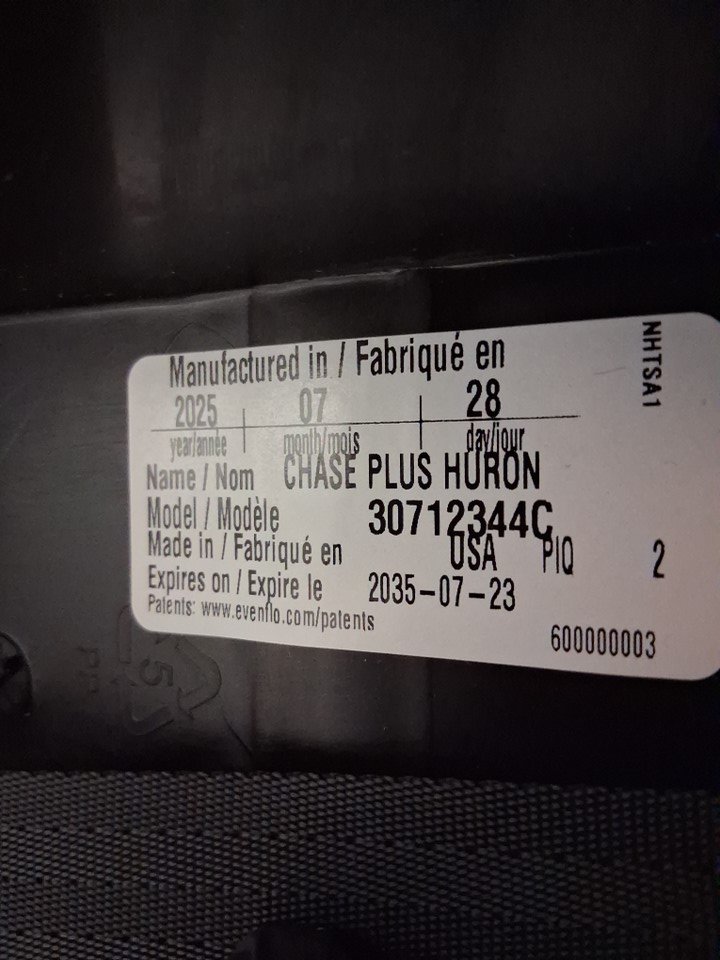 Manufactured in / Fabriqué en
2025 07 28
year/année month/mois day/jour
Name / Nom CHASE PLUS HURON
Model / Modèle 30712344C
Made in / Fabriqué en USA PIQ 2
Expires on / Expire le 2035-07-23
Patents: www.evenflo.com/patents
600000003
NHTSA1
5
PP